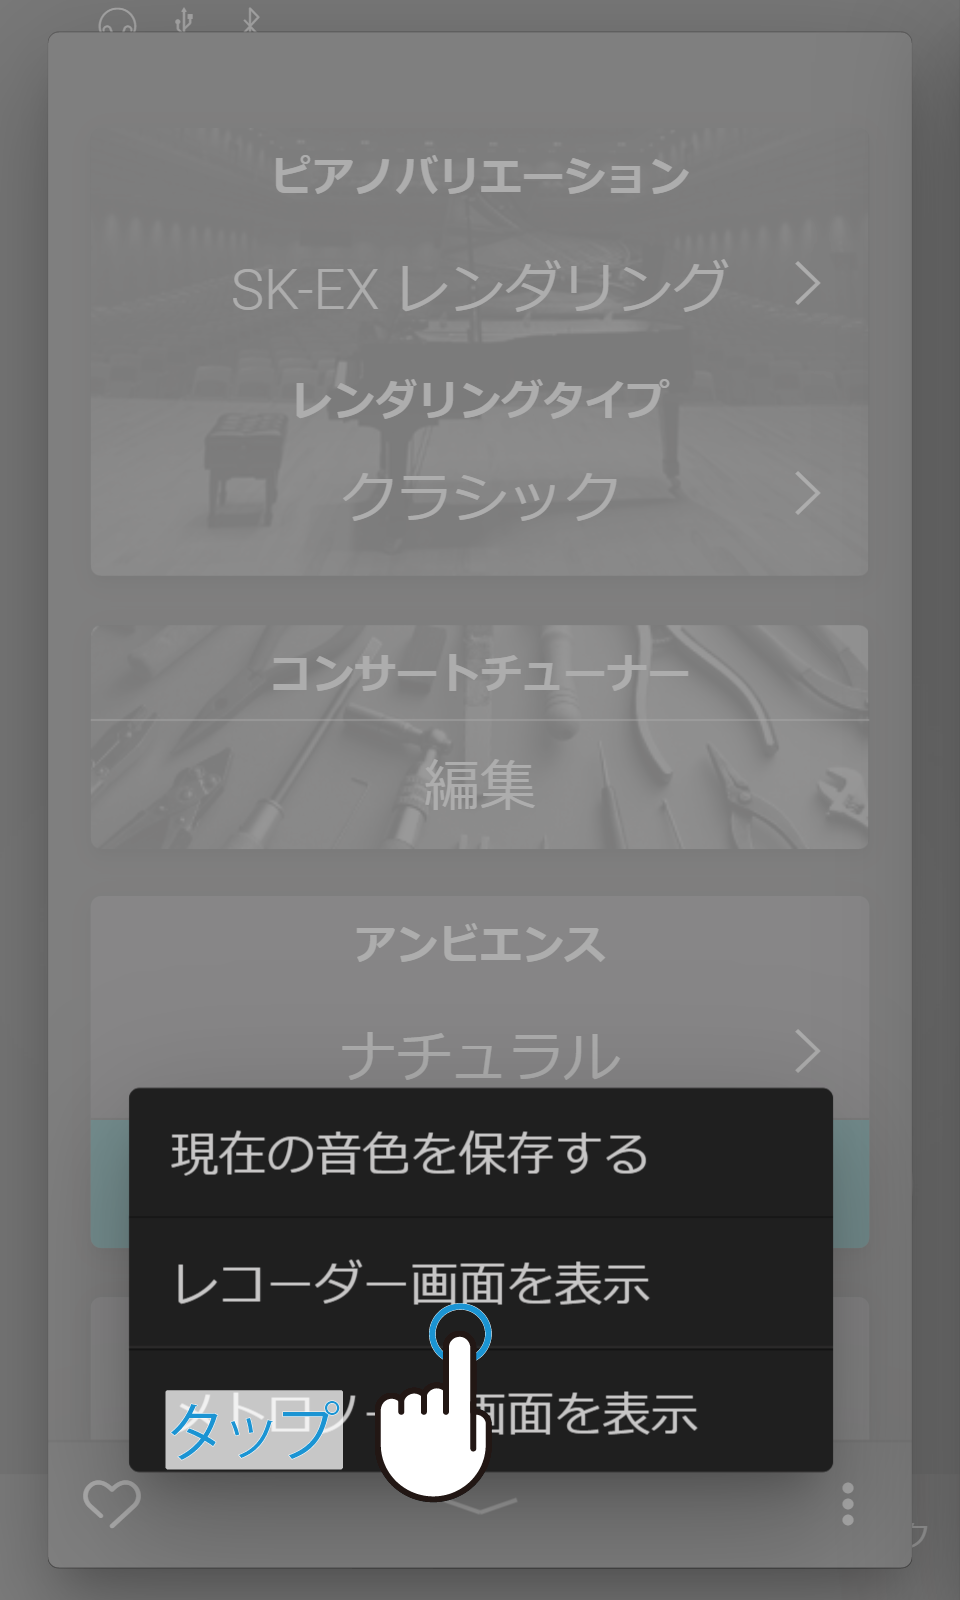 ピアノバリエーション
SK-EX レンダリング
レンダリングタイプ
クラシック
コンサートチューナー
編集
アンビエンス
ナチュラル
現在の音色を保存する
レコーダー画面を表示
画面を表示
タップ